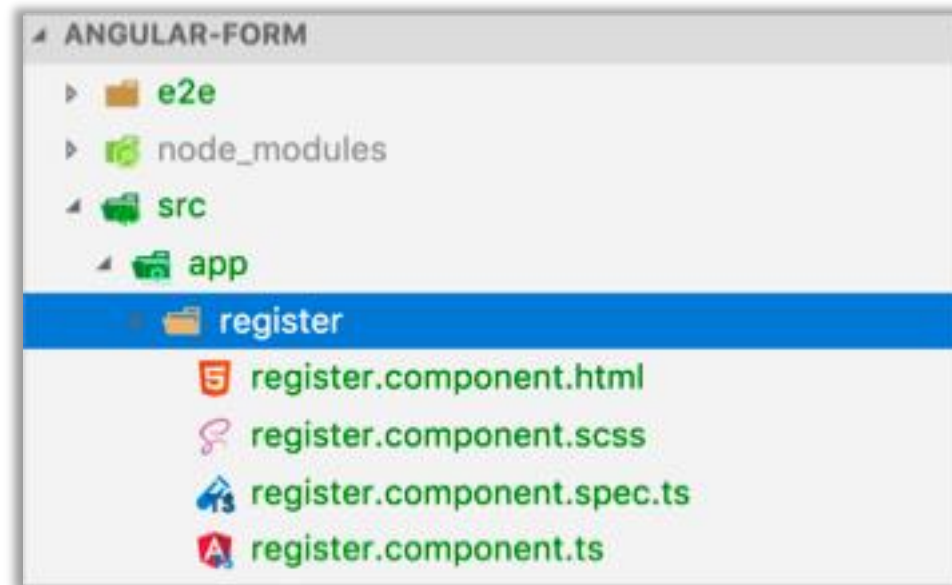 ANGULAR-FORM
e2e
node_modules
src
app
register
register.component.html
register.component.scss
TS register.component.spec.ts
register.component.ts